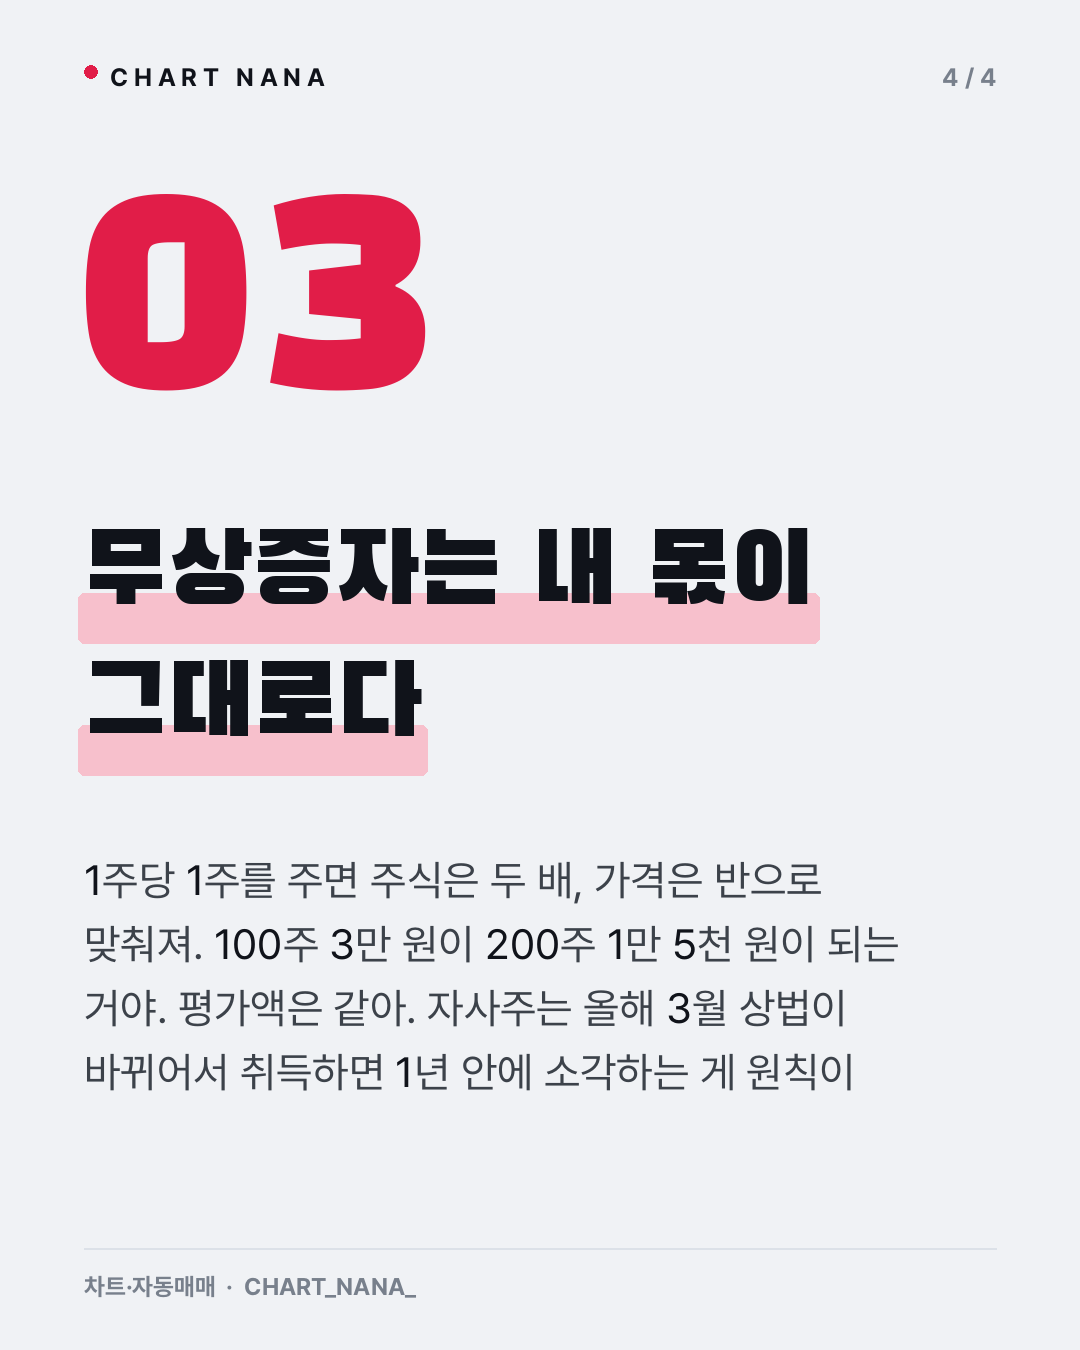 CHART NANA
4 / 4
03
무상증자는 내 몫이
그대로다
1주당 1주를 주면 주식은 두 배, 가격은 반으로
맞춰져. 100주 3만 원이 200주 1만 5천 원이 되는
거야. 평가액은 같아. 자사주는 올해 3월 상법이
바뀌어서 취득하면 1년 안에 소각하는 게 원칙이
차트·자동매매 · CHART_NANA_